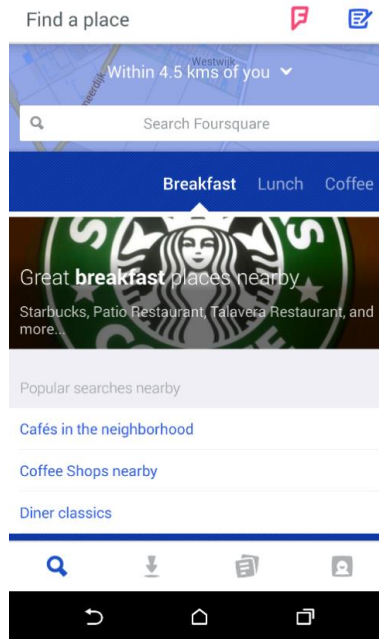 Find a place
Westwijk
Within 4.5 kms of you
Search Foursquare
Breakfast Lunch Coffee
Great breakfast places nearby
Starbucks, Patio Restaurant, Talavera Restaurant, and
more...
Popular searches nearby
Cafés in the neighborhood
Coffee Shops nearby
Diner classics